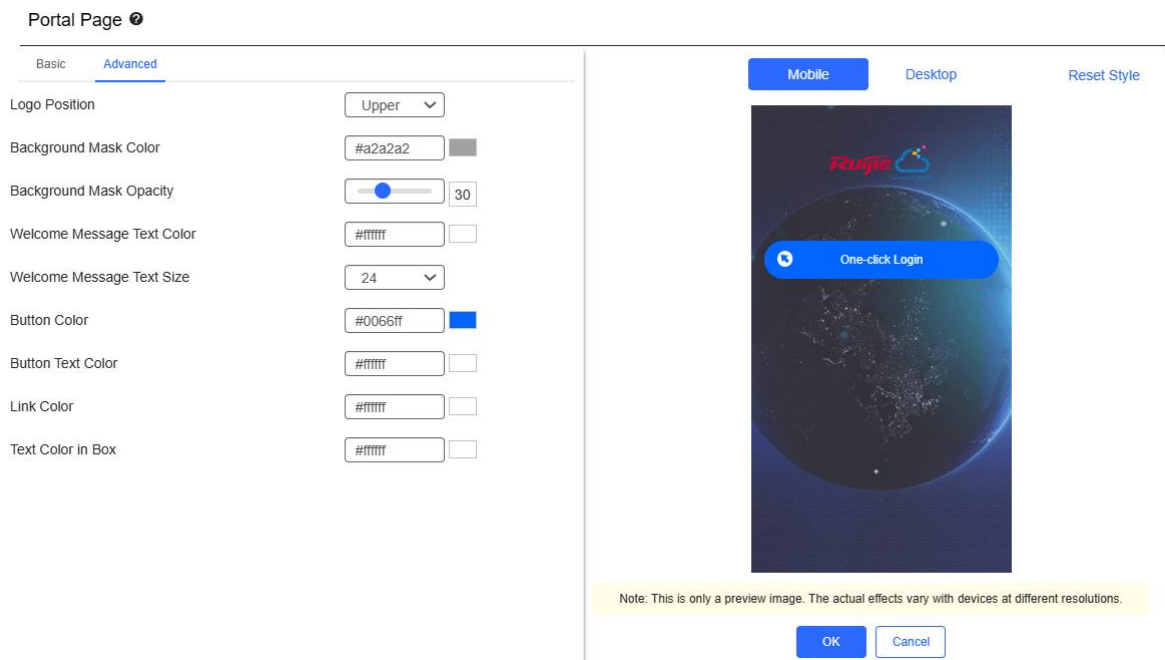 Portal Page
Basic Advanced
Mobile Desktop Reset Style
Logo Position Upper
Background Mask Color #a2a2a2
Background Mask Opacity 30
Welcome Message Text Color #ffffff
Welcome Message Text Size 24
Button Color #0066ff
Button Text Color #ffffff
Link Color #ffffff
Text Color in Box #ffffff
Ruijie
One-click Login
Note: This is only a preview image. The actual effects vary with devices at different resolutions.
OK Cancel